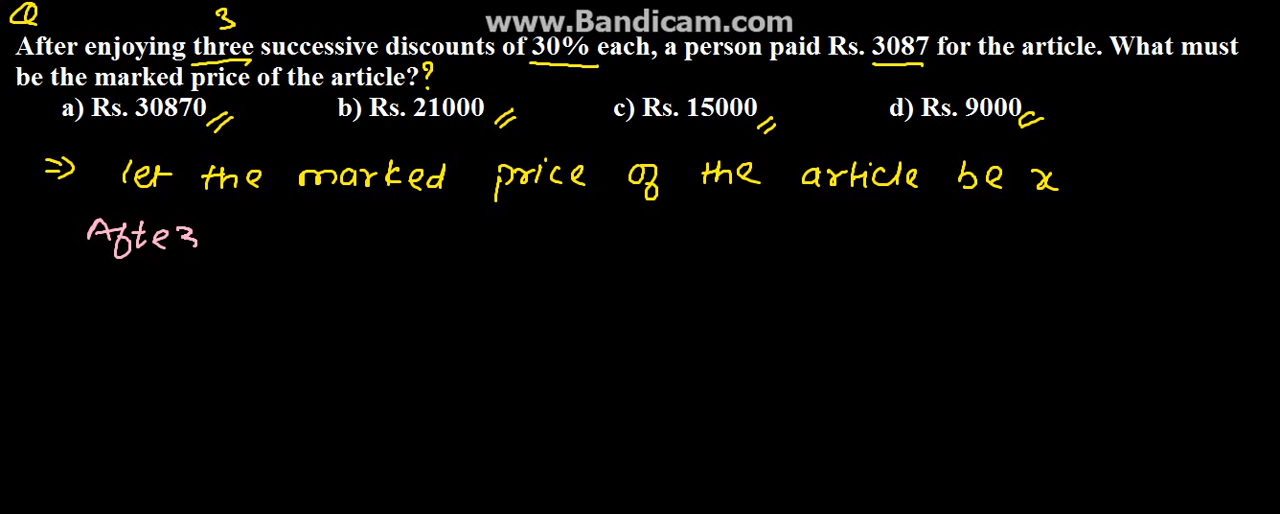 Q 3 www.Bandicam.com
After enjoying three successive discounts of 30% each, a person paid Rs. 3087 for the article. What must
be the marked price of the article??
a) Rs. 30870 b) Rs. 21000 c) Rs. 15000 d) Rs. 9000
⇒ let the marked price of the article be x
After